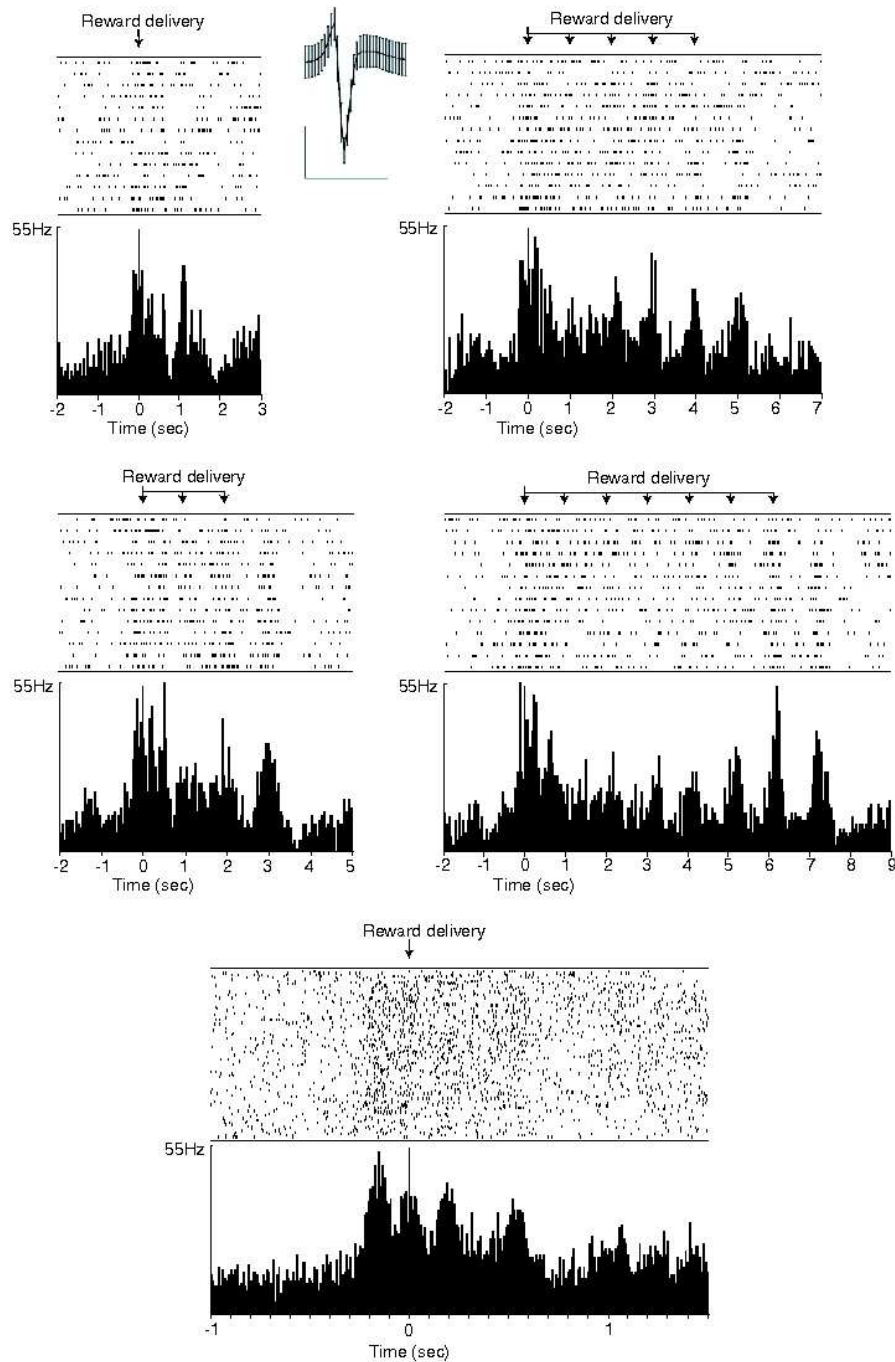 Reward delivery
55Hz
-2 -1 0 1 2 3
Time (sec)
Reward delivery
55Hz
-2 -1 0 1 2 3 4 5 6 7
Time (sec)
Reward delivery
55Hz
-2 -1 0 1 2 3 4 5
Time (sec)
Reward delivery
55Hz
-2 -1 0 1 2 3 4 5 6 7 8 9
Time (sec)
Reward delivery
55Hz
-1 0 1
Time (sec)